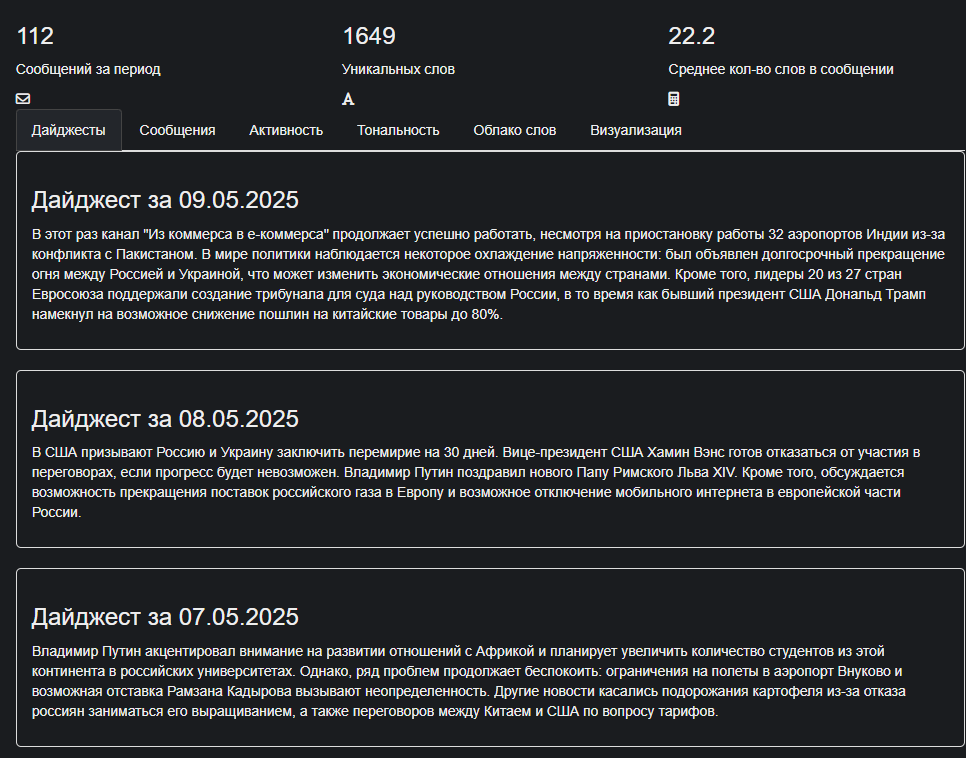 112
1649
22.2
Сообщений за период
Уникальных слов
Среднее кол-во слов в сообщении
Дайджесты
Сообщения
Активность
Тональность
Облако слов
Визуализация
Дайджест за 09.05.2025
В этот раз канал "Из коммерса в е-коммерса" продолжает успешно работать, несмотря на приостановку работы 32 аэропортов Индии из-за
конфликта с Пакистаном. В мире политики наблюдается некоторое охлаждение напряженности: был объявлен долгосрочный прекращение
огня между Россией и Украиной, что может изменить экономические отношения между странами. Кроме того, лидеры 20 из 27 стран
Евросоюза поддержали создание трибунала для суда над руководством России, в то время как бывший президент США Дональд Трамп
намекнул на возможное снижение пошлин на китайские товары до 80%.
Дайджест за 08.05.2025
В США призывают Россию и Украину заключить перемирие на 30 дней. Вице-президент США Хамин Вэнс готов отказаться от участия в
переговорах, если прогресс будет невозможен. Владимир Путин поздравил нового Папу Римского Льва XIV. Кроме того, обсуждается
возможность прекращения поставок российского газа в Европу и возможное отключение мобильного интернета в европейской части
России.
Дайджест за 07.05.2025
Владимир Путин акцентировал внимание на развитии отношений с Африкой и планирует увеличить количество студентов из этой
континента в российских университетах. Однако, ряд проблем продолжает беспокоить: ограничения на полеты в аэропорт Внуково и
возможная отставка Рамзана Кадырова вызывают неопределенность. Другие новости касались подорожания картофеля из-за отказа
россиян заниматься его выращиванием, а также переговоров между Китаем и США по вопросу тарифов.